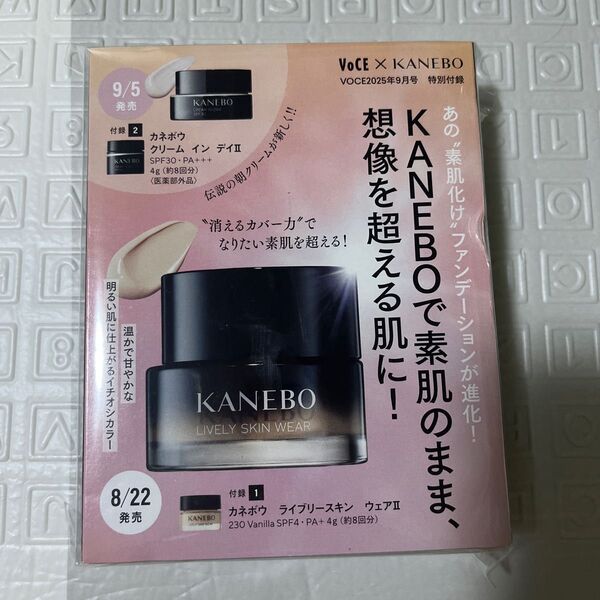 VoCE × KANEBO
VOCE2025年9月号 特別付録
9/5
発売
KANEBO
付録 2
カネボウ
クリーム イン デイⅡ
SPF30・PA+++
4g (約8回分)
〈医薬部外品〉
KANEBO
伝説の朝クリームが新しく!!
あの“素肌化け”ファンデーションが進化!
KANEBOで素肌のまま、
想像を超える肌に!
“消えるカバー力”で
なりたい素肌を超える!
温かで甘やかな
明るい肌に仕上がるイチオシカラー
KANEBO
LIVELY SKIN WEAR
8/22
発売
付録 1
カネボウ ライブリースキン ウェアⅡ
230 Vanilla SPF4・PA+ 4g (約8回分)
KANEBO